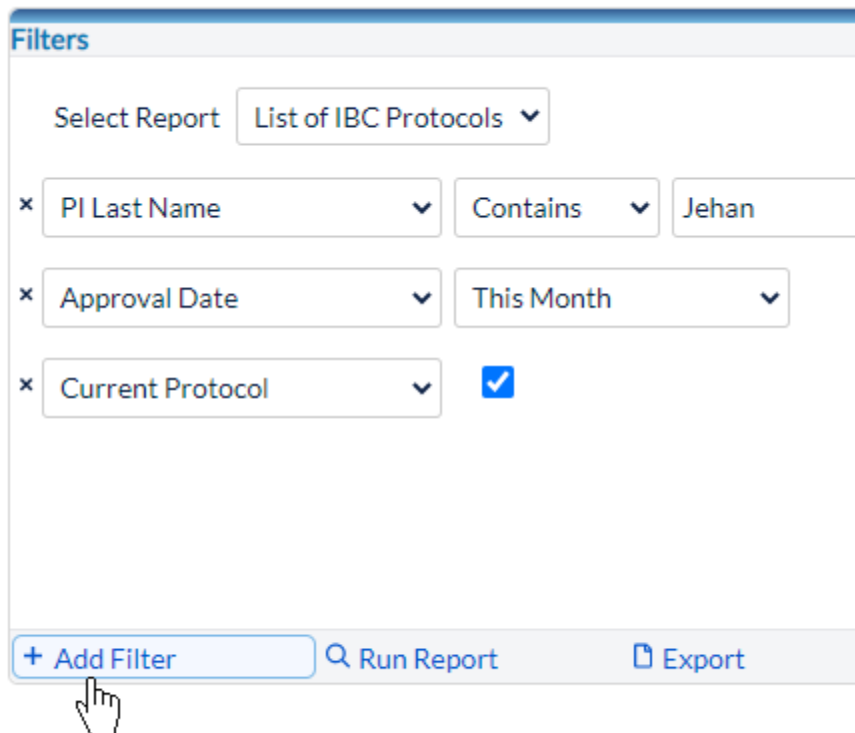 Filters
Select Report List of IBC Protocols
× PI Last Name Contains Jehan
× Approval Date This Month
× Current Protocol
+ Add Filter Run Report Export